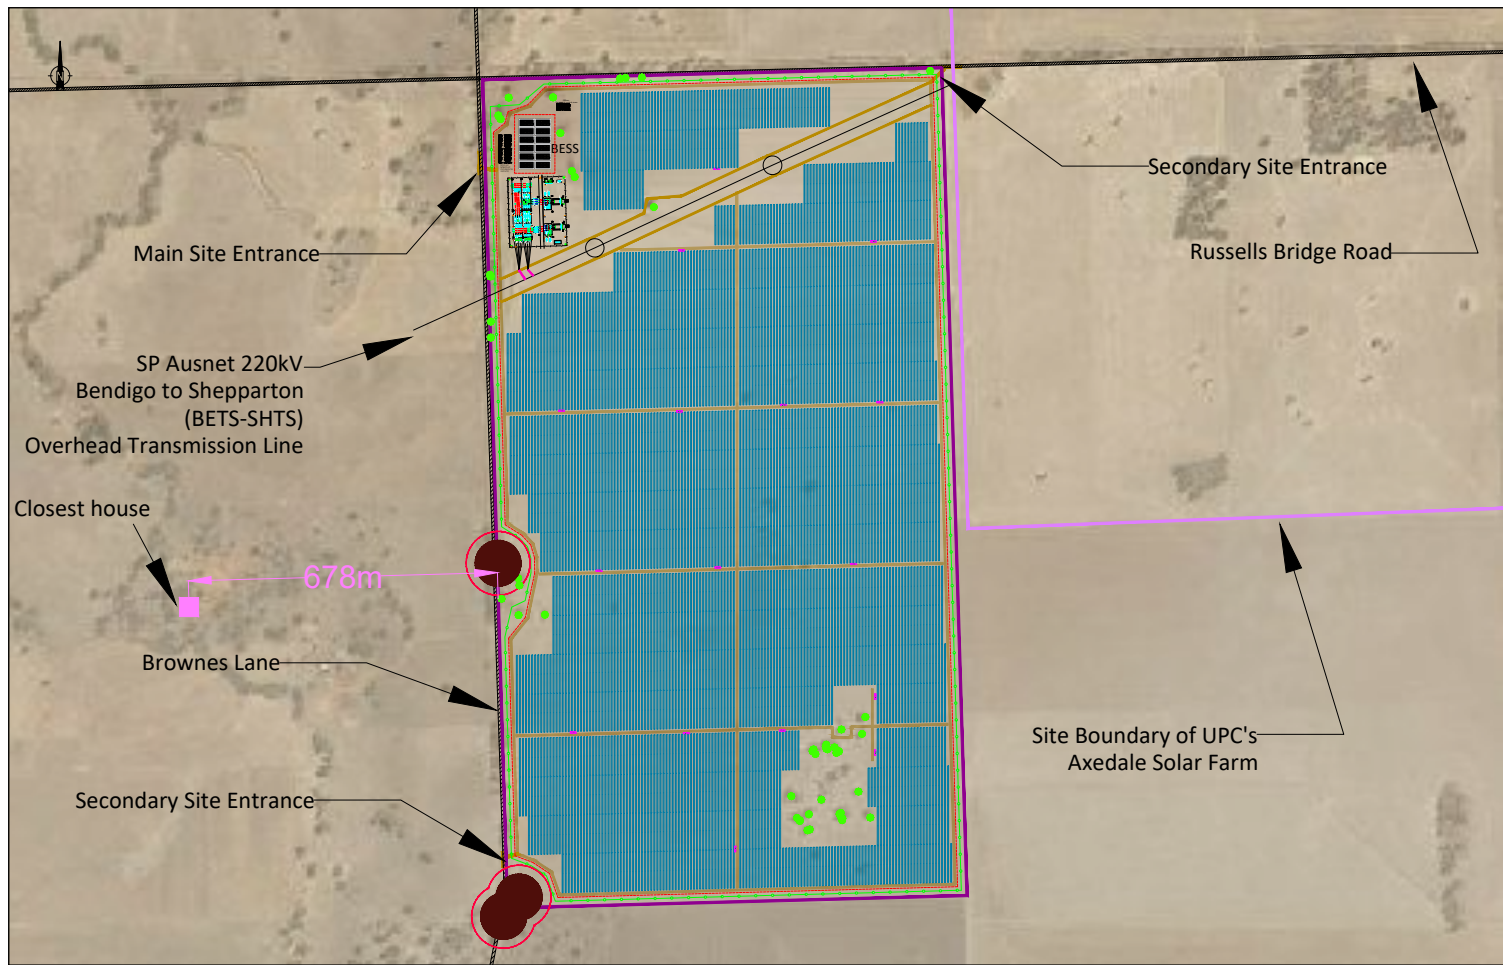 BESS
Secondary Site Entrance
Main Site Entrance
Russells Bridge Road
SP Ausnet 220kV
Bendigo to Shepparton
(BETS-SHTS)
Overhead Transmission Line
Closest house
678m
Brownes Lane
Site Boundary of UPC's
Axedale Solar Farm
Secondary Site Entrance